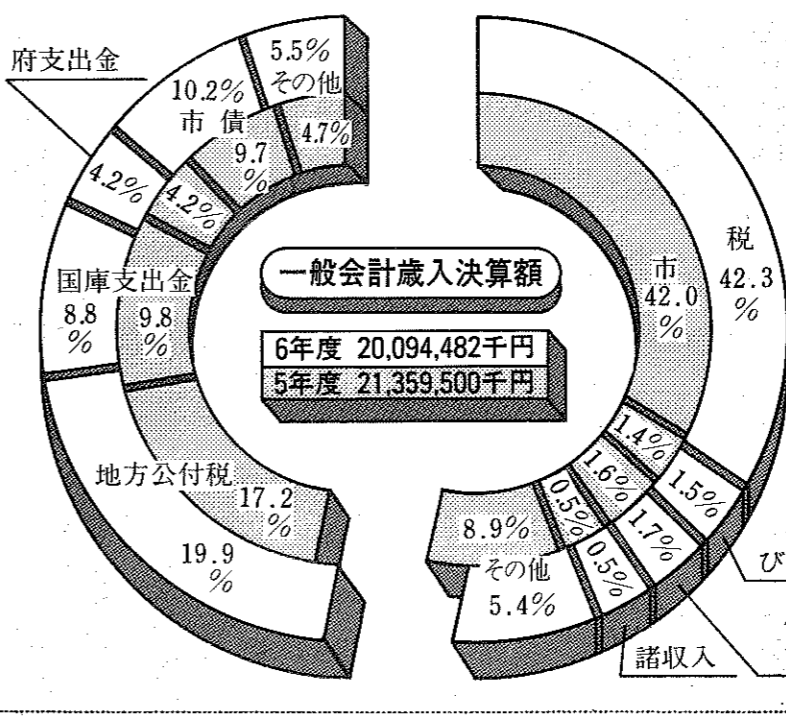 府支出金
5.5%
その他
4.7%
10.2%
市債
9.7
%
4.2%
4.2%
国庫支出金
8.8
%
9.8
%
地方公付税
17.2
%
19.9
%
一般会計歳入決算額
6年度 20,094,482千円
5年度 21,359,500千円
税
42.3
%
市
42.0
%
1.4%
1.5%
1.6%
1.7%
0.5%
0.5%
8.9%
その他
5.4%
び
諸収入